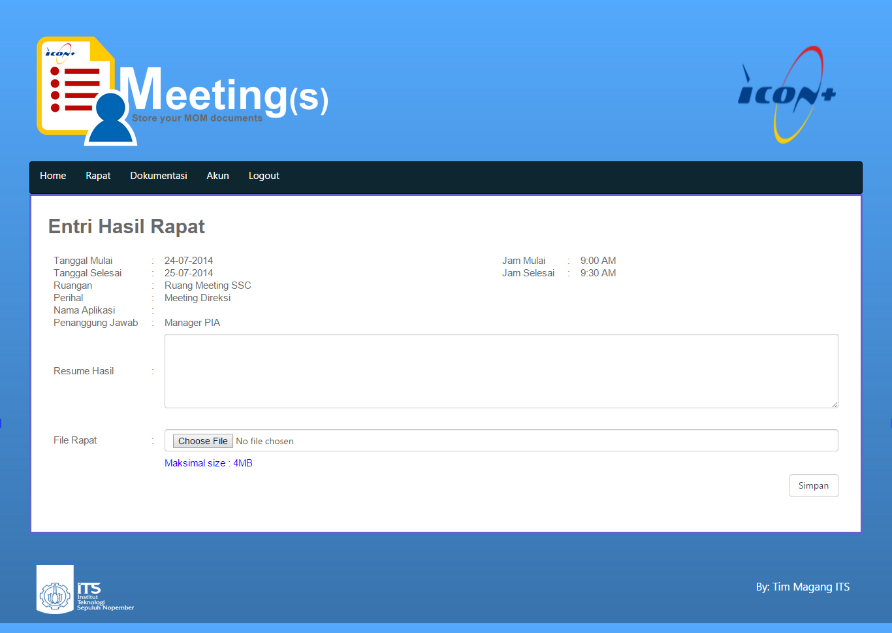 ICON+
Meeting(s)
Store your MOM documents
ICON+
Home Rapat Dokumentasi Akun Logout
Entri Hasil Rapat
Tanggal Mulai : 24-07-2014 Jam Mulai : 9:00 AM
Tanggal Selesai : 25-07-2014 Jam Selesai : 9:30 AM
Ruangan : Ruang Meeting SSC
Perihal : Meeting Direksi
Nama Aplikasi :
Penanggung Jawab : Manager PIA
Resume Hasil :
File Rapat : Choose File No file chosen
Maksimal size : 4MB
Simpan
ITS
Institut
Teknologi
Sepuluh Nopember
By: Tim Magang ITS